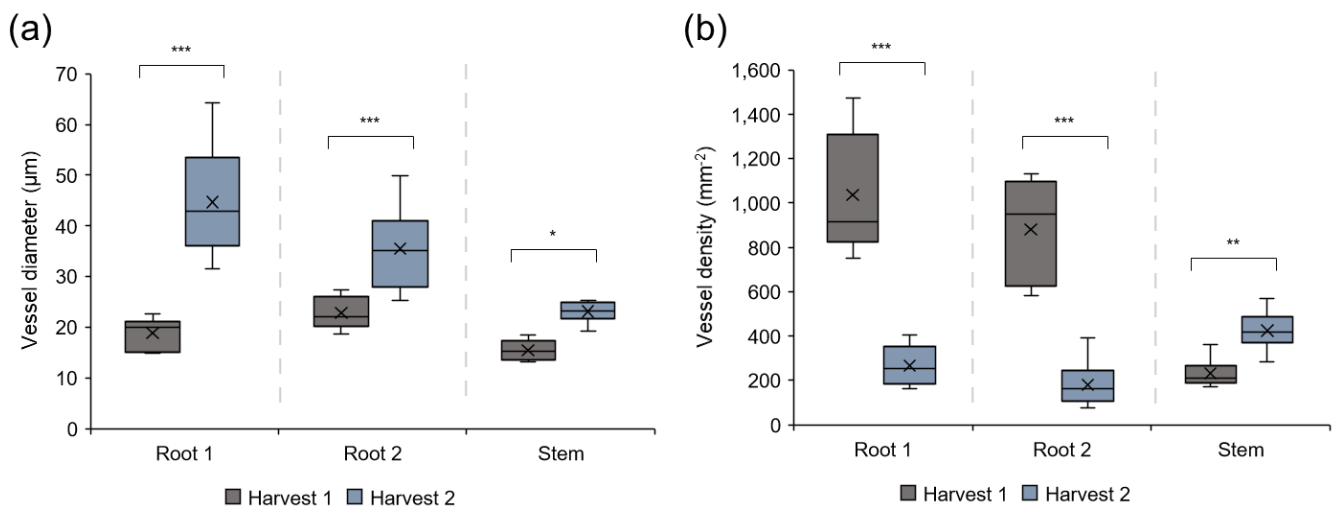 (a)
***
***
*
70
60
50
40
30
20
10
0
Vessel diameter (μm)
Root 1 Root 2 Stem
Harvest 1 Harvest 2
(b)
***
***
**
1,600
1,400
1,200
1,000
800
600
400
200
0
Vessel density (mm-2)
Root 1 Root 2 Stem
Harvest 1 Harvest 2